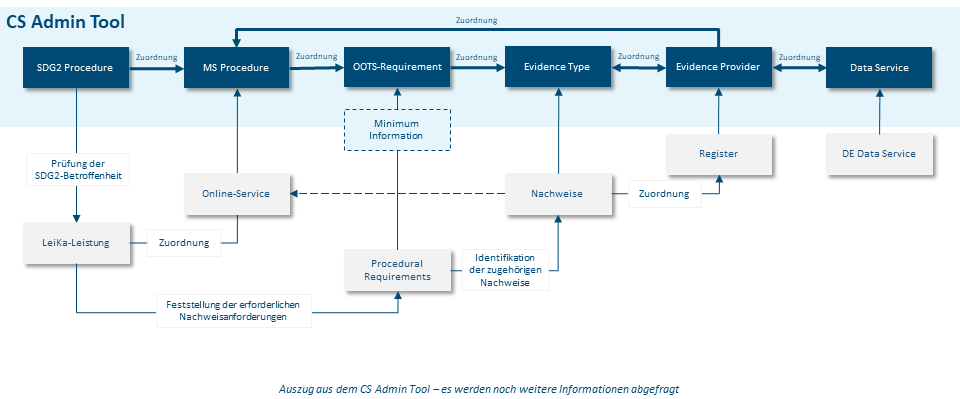 CS Admin Tool
Zuordnung
SDG2 Procedure
Zuordnung
MS Procedure
Zuordnung
OOTS-Requirement
Zuordnung
Evidence Type
Zuordnung
Evidence Provider
Zuordnung
Data Service
Minimum
Information
Prüfung der
SDG2-Betroffenheit
Register
DE Data Service
Online-Service
Nachweise
Zuordnung
LeiKa-Leistung
Zuordnung
Procedural
Requirements
Identifikation
der zugehörigen
Nachweise
Feststellung der erforderlichen
Nachweisanforderungen
Auszug aus dem CS Admin Tool – es werden noch weitere Informationen abgefragt